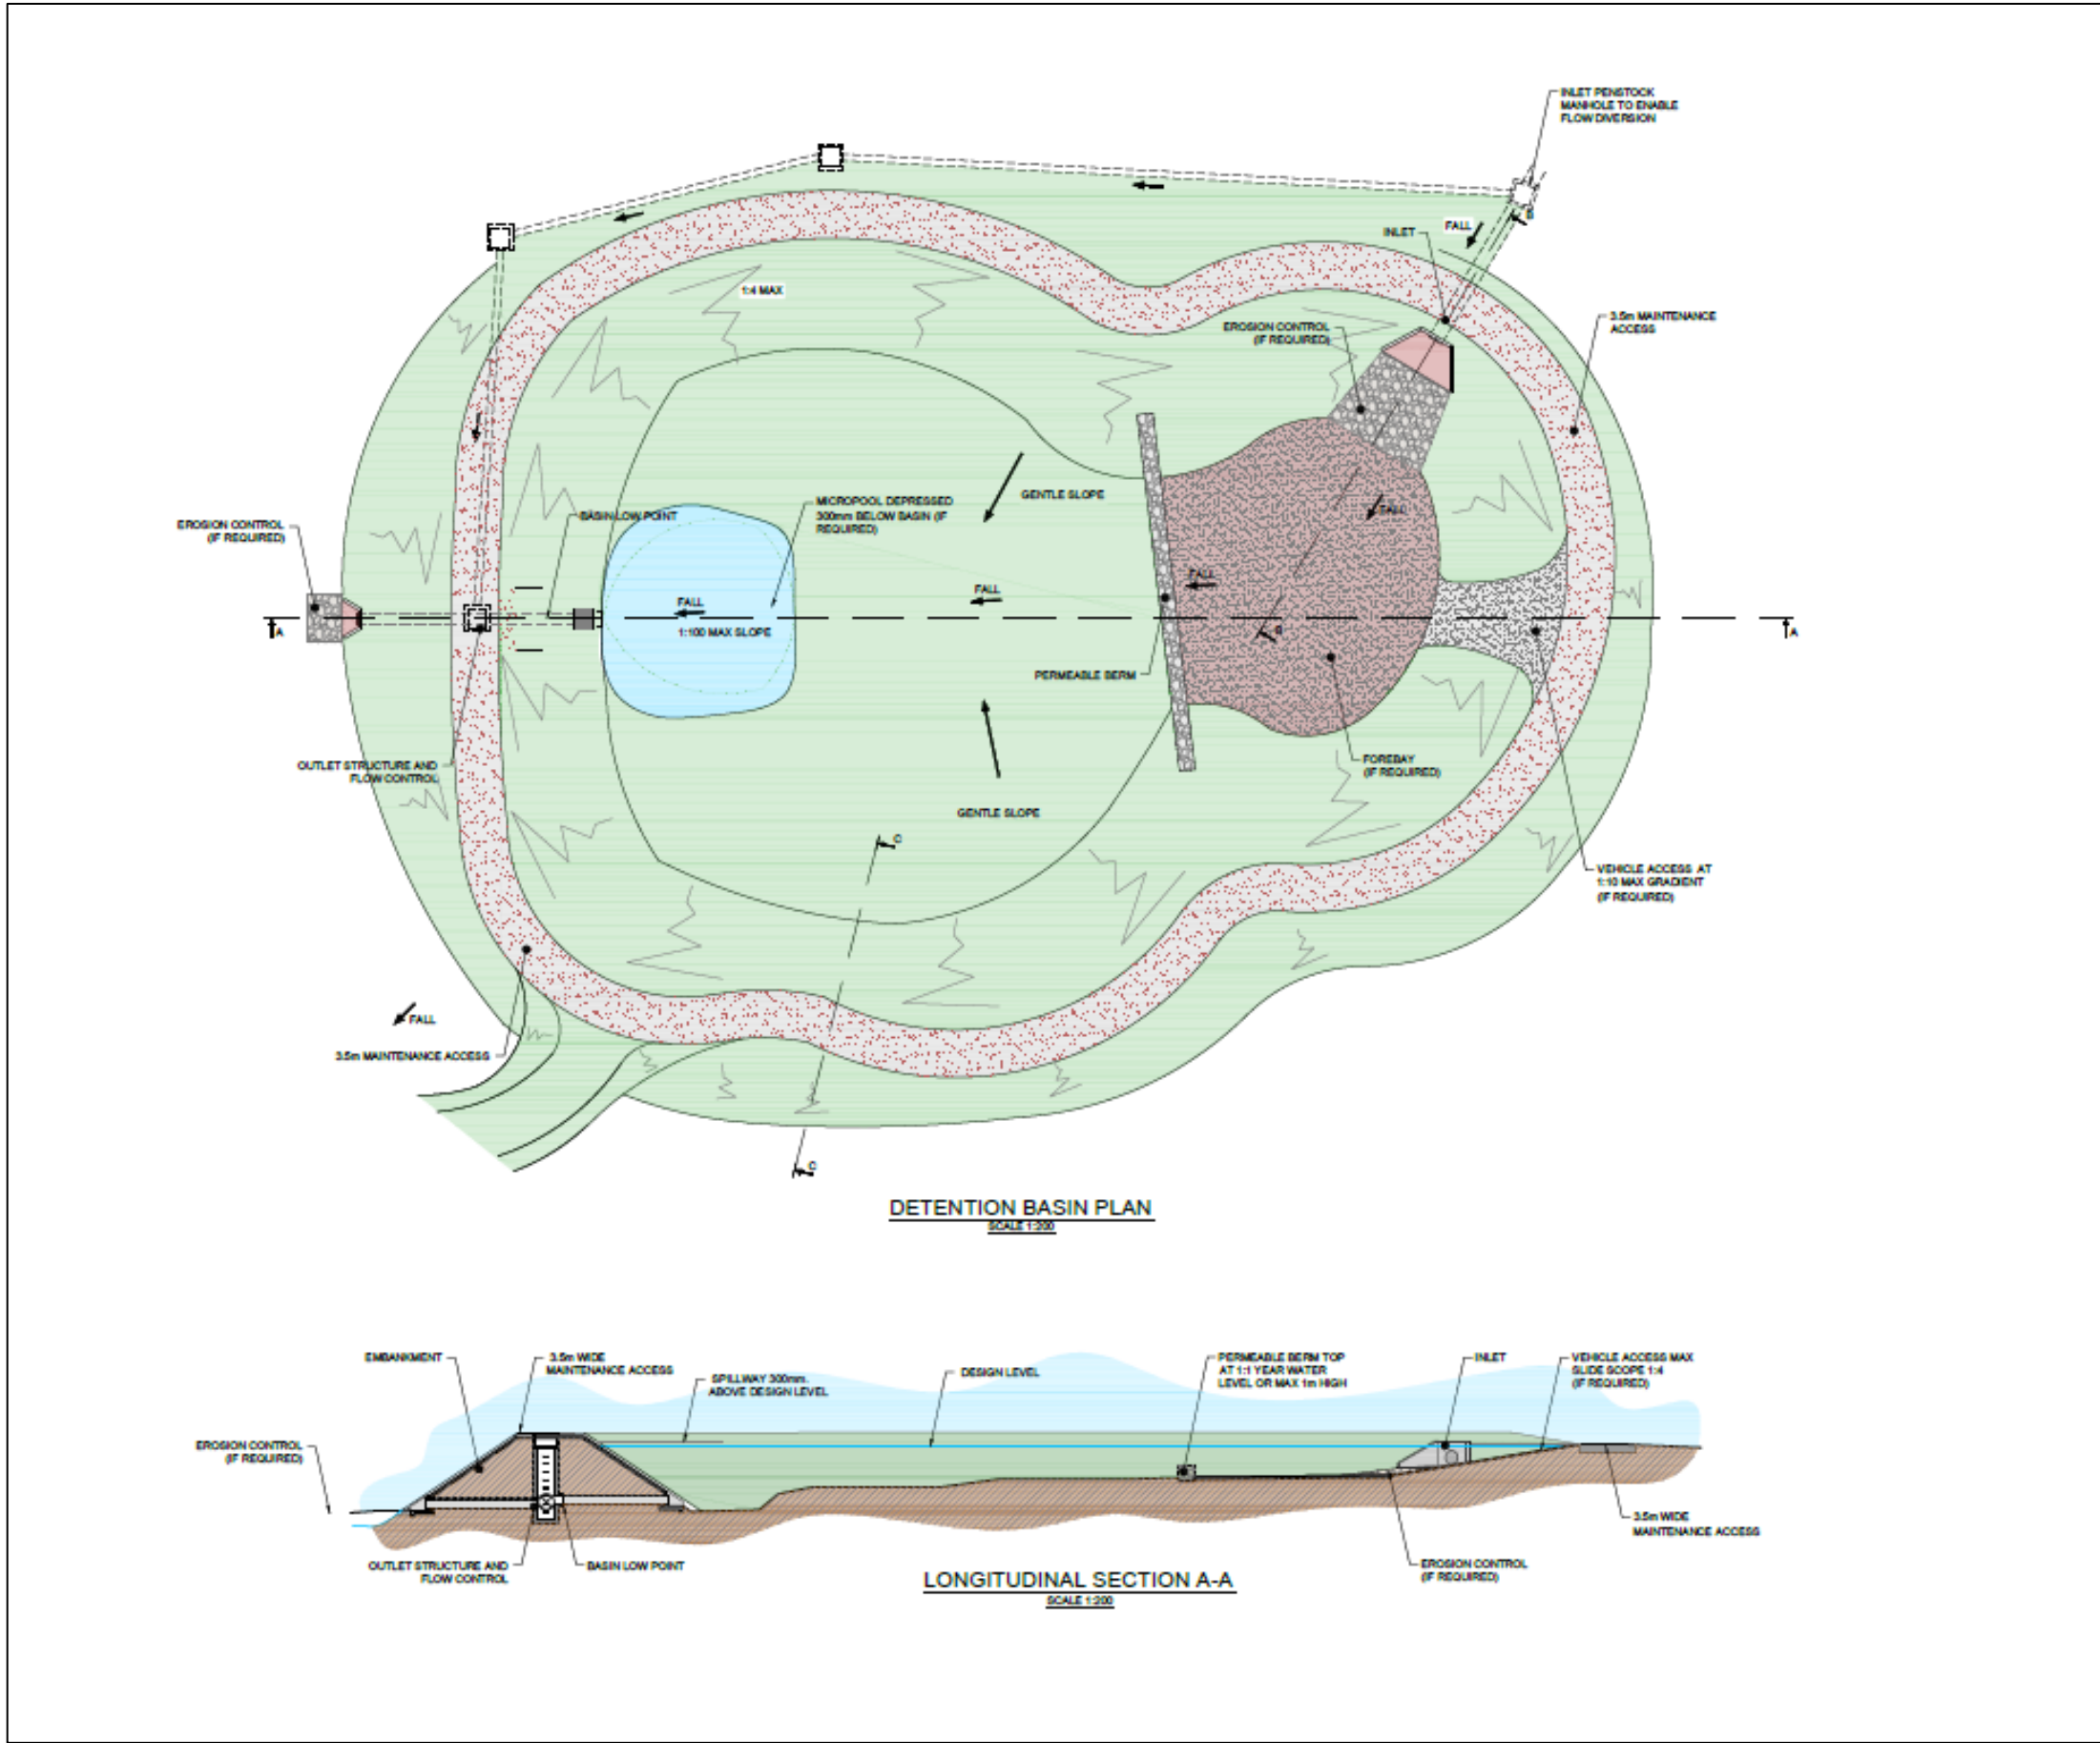 INLET PENSTOCK
MANHOLE TO ENABLE
FLOW DIVERSION
FALL
B
INLET
1:4 MAX
3.5m MAINTENANCE
ACCESS
EROSION CONTROL
(IF REQUIRED)
MICROPOOL DEPRESSED
300mm BELOW BASIN (IF
REQUIRED)
GENTLE SLOPE
BASIN LOW POINT
FALL
EROSION CONTROL
(IF REQUIRED)
FALL
FALL
FALL
1:100 MAX SLOPE
A
B
A
PERMEABLE BERM
OUTLET STRUCTURE AND
FLOW CONTROL
FOREBAY
(IF REQUIRED)
GENTLE SLOPE
C
VEHICLE ACCESS AT
1:10 MAX GRADIENT
(IF REQUIRED)
FALL
3.5m MAINTENANCE ACCESS
C
DETENTION BASIN PLAN
SCALE 1:200
EMBANKMENT
3.5m WIDE
MAINTENANCE ACCESS
SPILLWAY 300mm.
ABOVE DESIGN LEVEL
DESIGN LEVEL
PERMEABLE BERM TOP
AT 1:1 YEAR WATER
LEVEL OR MAX 1m HIGH
INLET
VEHICLE ACCESS MAX
SLIDE SCOPE 1:4
(IF REQUIRED)
EROSION CONTROL
(IF REQUIRED)
3.5m WIDE
MAINTENANCE ACCESS
OUTLET STRUCTURE AND
FLOW CONTROL
BASIN LOW POINT
EROSION CONTROL
(IF REQUIRED)
LONGITUDINAL SECTION A-A
SCALE 1:200